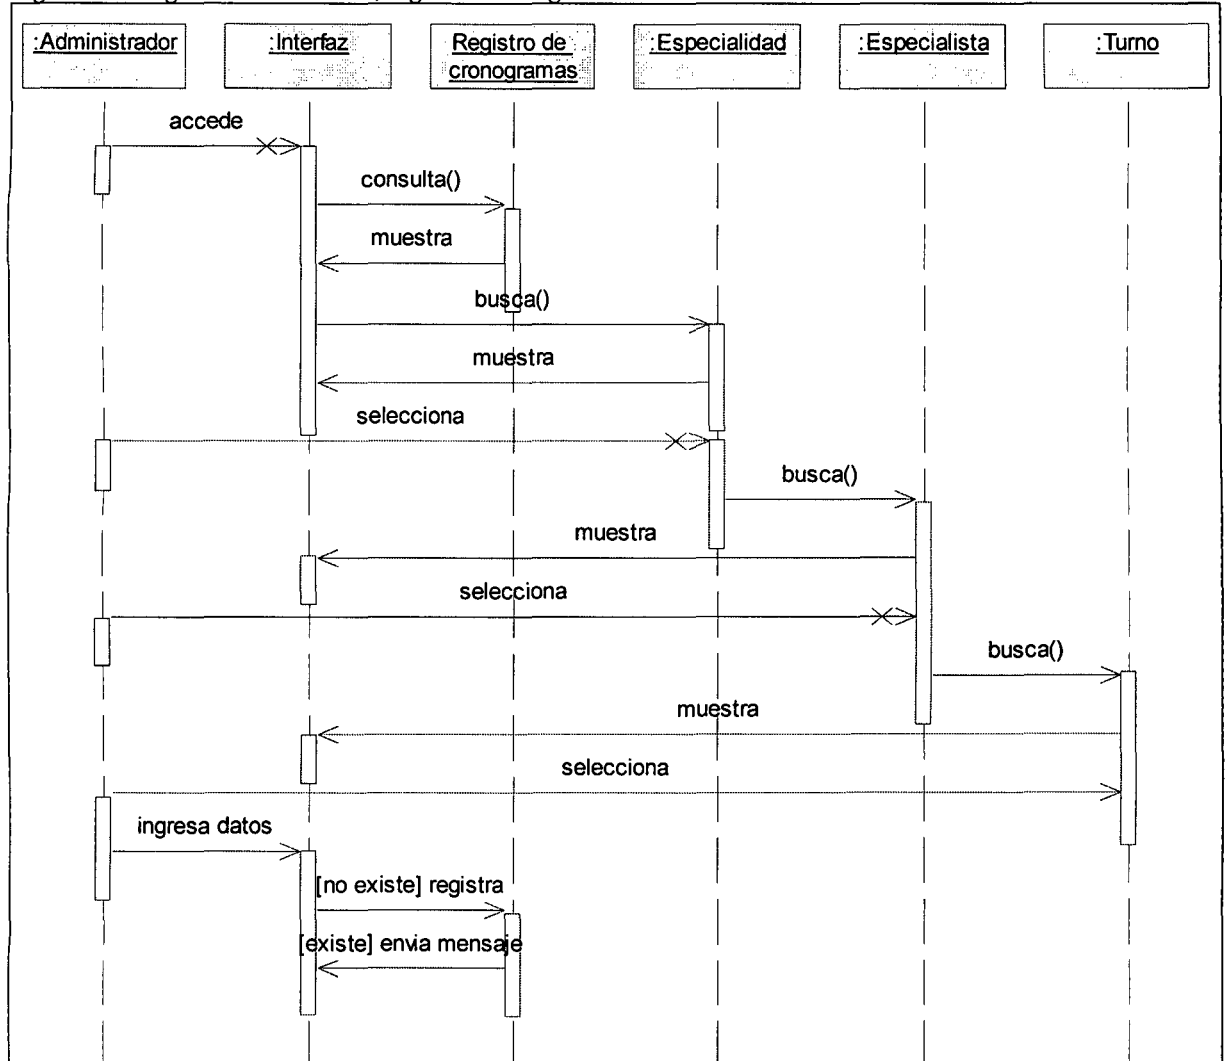 :Administrador
:Interfaz
Registro de
cronogramas
:Especialidad
:Especialista
:Turno
accede
consulta()
muestra
busca()
muestra
selecciona
busca()
muestra
selecciona
busca()
muestra
selecciona
ingresa datos
[no existe] registra
[existe] envia mensaje